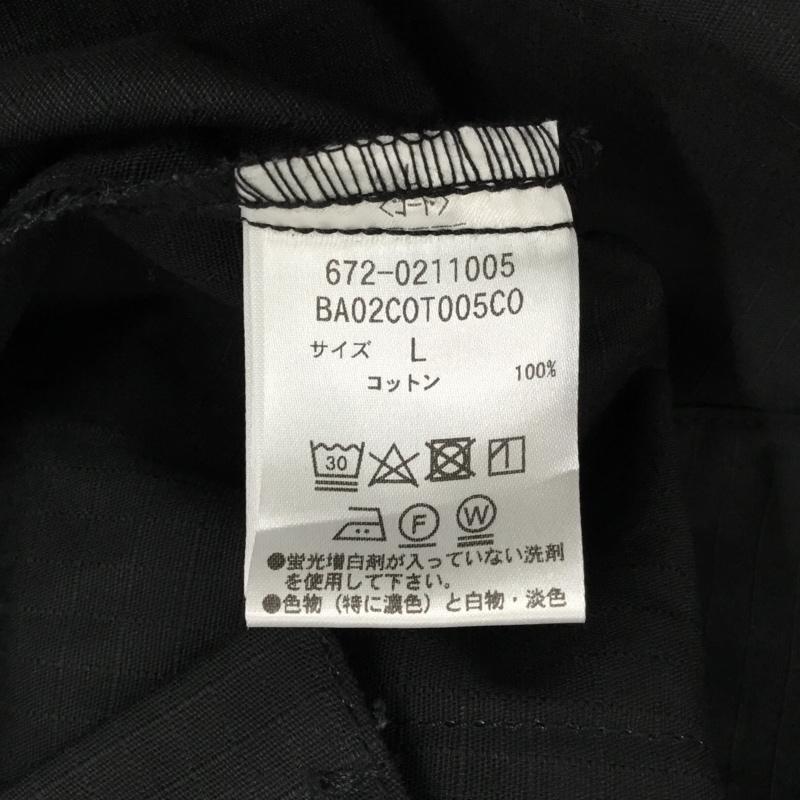 〈コート〉
672-0211005
BA02COT005CO
サイズ L
コットン 100%
30
F W
●蛍光増白剤が入っていない洗剤
を使用して下さい。
●色物（特に濃色）と白物・淡色